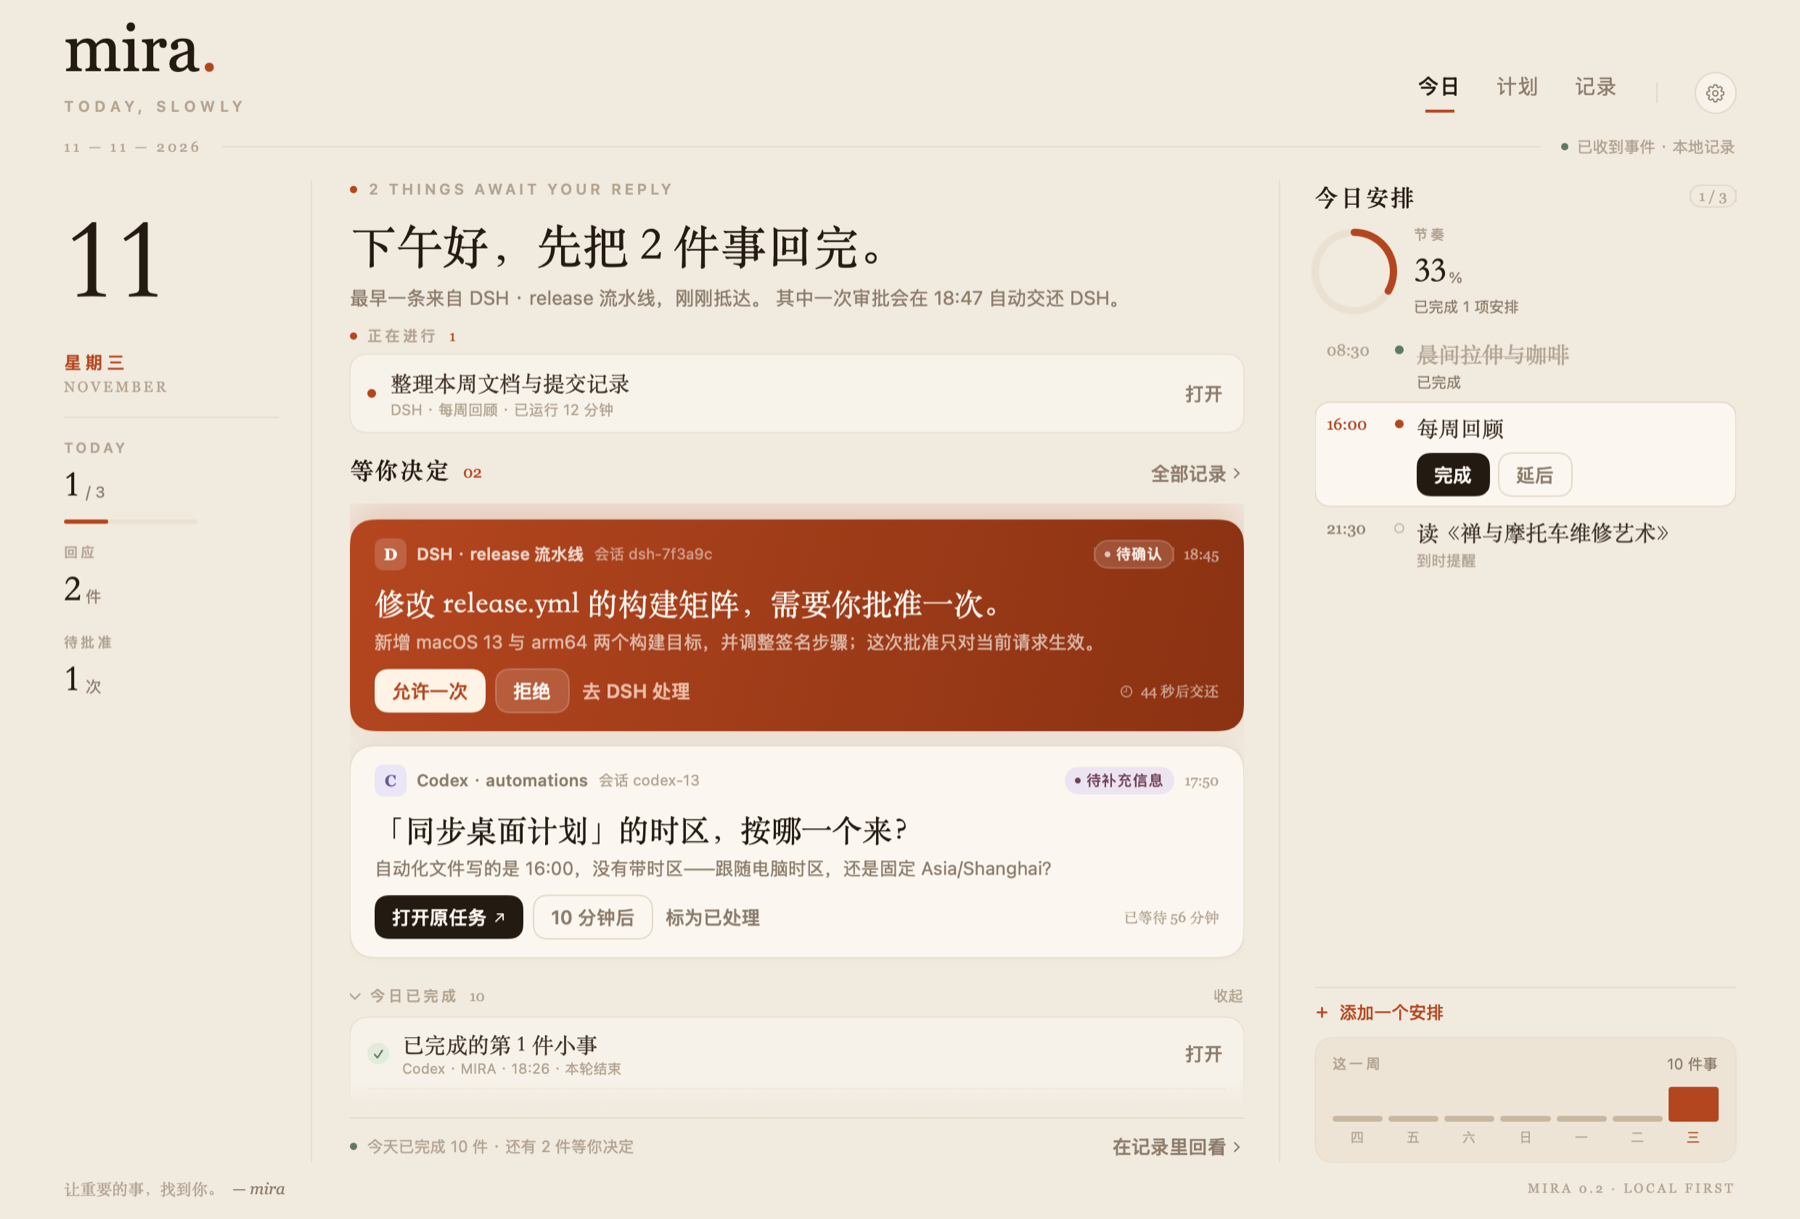 mira.
TODAY, SLOWLY
今日 计划 记录
11 — 11 — 2026
已收到事件 · 本地记录
11
星期三
NOVEMBER
TODAY
1 / 3
回应
2 件
待批准
1 次
2 THINGS AWAIT YOUR REPLY
下午好，先把 2 件事回完。
最早一条来自 DSH · release 流水线，刚刚抵达。 其中一次审批会在 18:47 自动交还 DSH。
正在进行 1
整理本周文档与提交记录
DSH · 每周回顾 · 已运行 12 分钟
打开
等你决定 02
全部记录 ›
D DSH · release 流水线 会话 dsh-7f3a9c
待确认 18:45
修改 release.yml 的构建矩阵，需要你批准一次。
新增 macOS 13 与 arm64 两个构建目标，并调整签名步骤；这次批准只对当前请求生效。
允许一次 拒绝 去 DSH 处理
44 秒后交还
C Codex · automations 会话 codex-13
待补充信息 17:50
「同步桌面计划」的时区，按哪一个来？
自动化文件写的是 16:00，没有带时区——跟随电脑时区，还是固定 Asia/Shanghai?
打开原任务 ↗ 10 分钟后 标为已处理
已等待 56 分钟
今日已完成 10
收起
已完成的第 1 件小事
Codex · MIRA · 18:26 · 本轮结束
打开
今天已完成 10 件 · 还有 2 件等你决定
在记录里回看 ›
今日安排
1 / 3
节奏
33%
已完成 1 项安排
08:30 晨间拉伸与咖啡
已完成
16:00 每周回顾
完成 延后
21:30 读《禅与摩托车维修艺术》
到时提醒
+ 添加一个安排
这一周
10 件事
四 五 六 日 一 二 三
让重要的事，找到你。 — mira
MIRA 0.2 · LOCAL FIRST